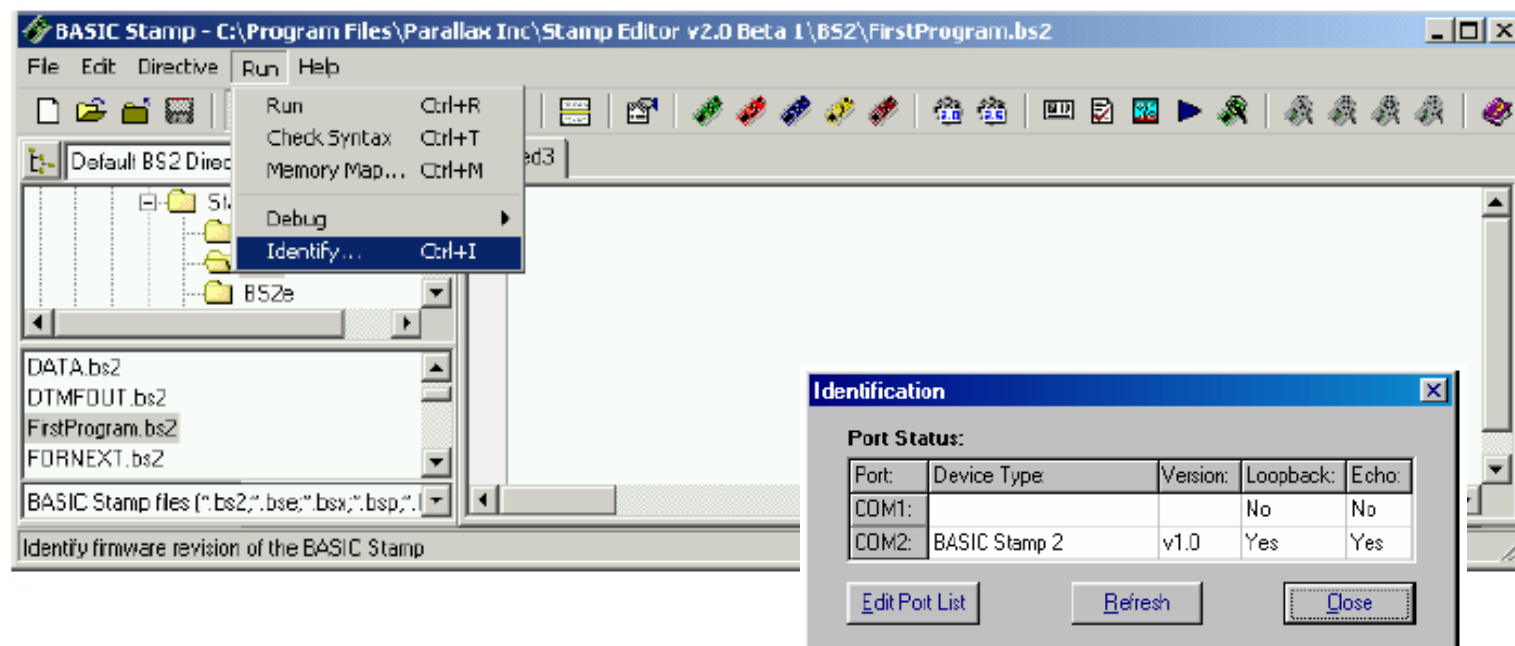 BASIC Stamp - C:\Program Files\Parallax Inc\Stamp Editor v2.0 Beta 1\BS2\FirstProgram.bs2
File Edit Directive Run Help
Run Ctrl+R
Check Syntax Ctrl+T
Memory Map... Ctrl+M
Debug
Identify... Ctrl+I
Default BS2 Direc
ed3
St
BS2e
DATA.bs2
DTMFOUT.bs2
FirstProgram.bs2
FORNEXT.bs2
BASIC Stamp files (*.bs2;*.bse;*.bsx;*.bsp;*.
Identify firmware revision of the BASIC Stamp
Identification
Port Status:
Port: Device Type: Version: Loopback: Echo:
COM1: No No
COM2: BASIC Stamp 2 v1.0 Yes Yes
Edit Port List Refresh Close